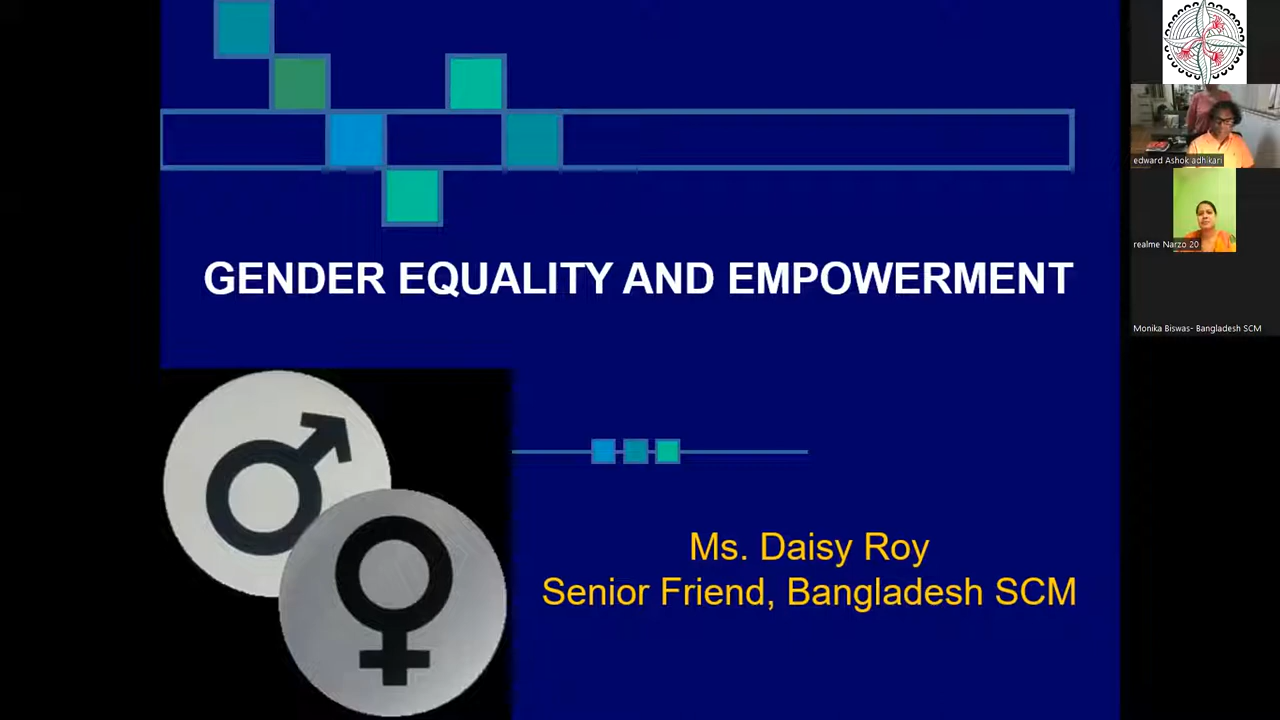 GENDER EQUALITY AND EMPOWERMENT
Ms. Daisy Roy
Senior Friend, Bangladesh SCM
edward Ashok adhikari
realme Narzo 20
Monika Biswas- Bangladesh SCM